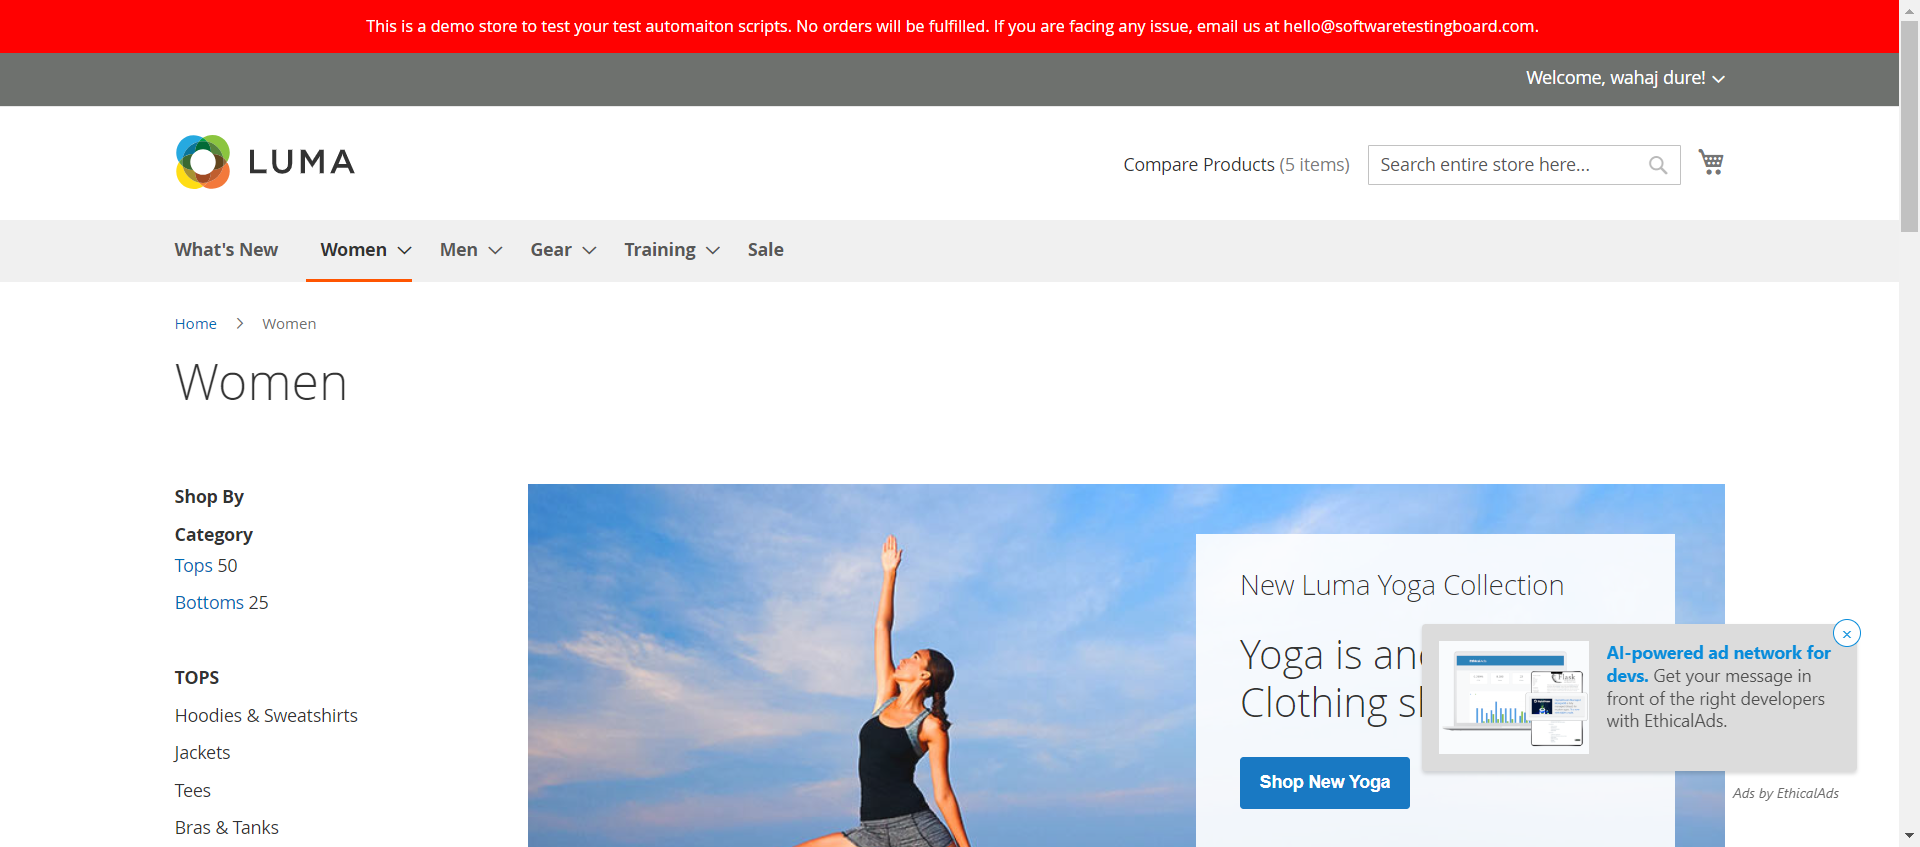 This is a demo store to test your test automaiton scripts. No orders will be fulfilled. If you are facing any issue, email us at hello@softwaretestingboard.com.
Welcome, wahaj dure!
LUMA
Compare Products (5 items)
Search entire store here...
What's New
Women
Men
Gear
Training
Sale
Home
Women
Women
Shop By
Category
Tops 50
Bottoms 25
TOPS
Hoodies & Sweatshirts
Jackets
Tees
Bras & Tanks
New Luma Yoga Collection
Yoga is
Clothing
Shop New Yoga
AI-powered ad network for
devs. Get your message in
front of the right developers
with EthicalAds.
Ads by EthicalAds